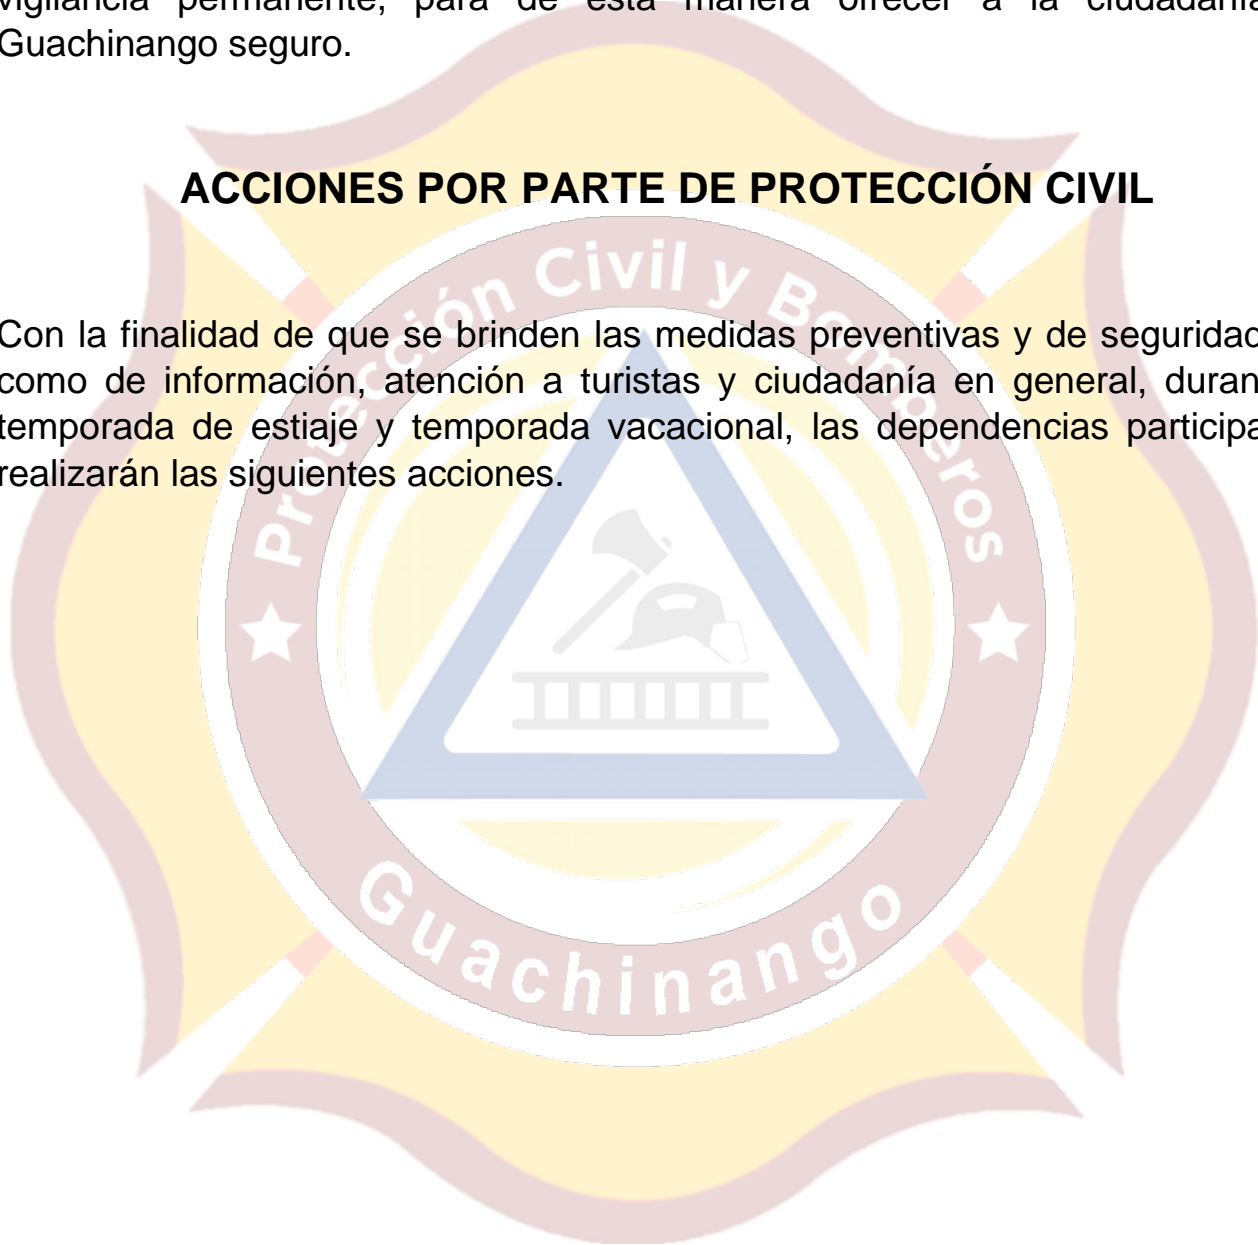 vigilancia permanente, para de esta manera ofrecer a la ciudadanía
Guachinango seguro.
ACCIONES POR PARTE DE PROTECCIÓN CIVIL
Con la finalidad de que se brinden las medidas preventivas y de seguridad
como de información, atención a turistas y ciudadanía en general, duran
temporada de estiaje y temporada vacacional, las dependencias participa
realizarán las siguientes acciones.
Protección Civil y Bomberos
Guachinango